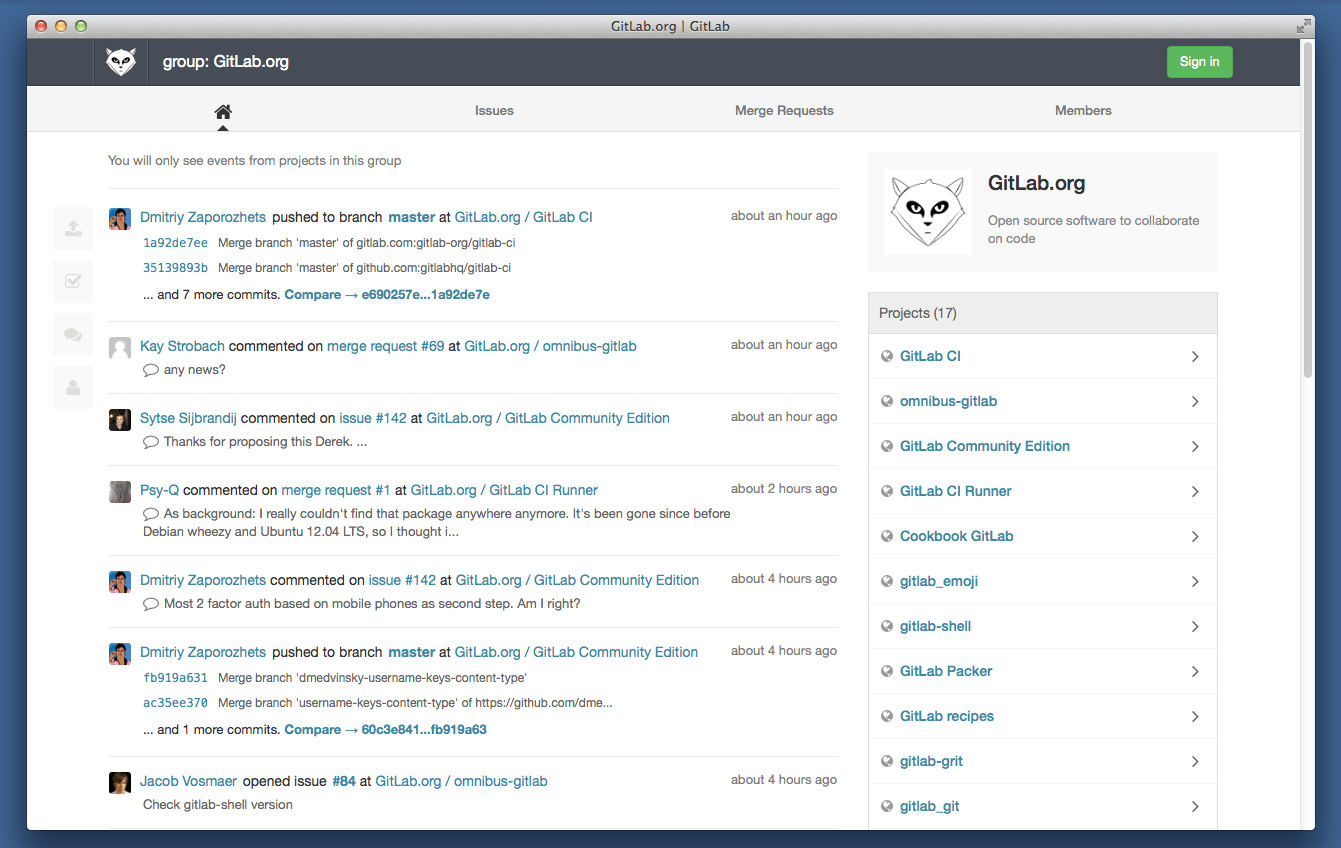 GitLab.org | GitLab
group: GitLab.org
Sign in
Issues
Merge Requests
Members
You will only see events from projects in this group
Dmitriy Zaporozhets pushed to branch master at GitLab.org / GitLab CI
about an hour ago
1a92de7ee Merge branch 'master' of gitlab.com:gitlab-org/gitlab-ci
35139893b Merge branch 'master' of github.com:gitlabhq/gitlab-ci
... and 7 more commits. Compare → e690257e...1a92de7e
Kay Strobach commented on merge request #69 at GitLab.org / omnibus-gitlab
about an hour ago
any news?
Sytse Sijbrandij commented on issue #142 at GitLab.org / GitLab Community Edition
about an hour ago
Thanks for proposing this Derek. ...
Psy-Q commented on merge request #1 at GitLab.org / GitLab CI Runner
about 2 hours ago
As background: I really couldn't find that package anywhere anymore. It's been gone since before
Debian wheezy and Ubuntu 12.04 LTS, so I thought i...
Dmitriy Zaporozhets commented on issue #142 at GitLab.org / GitLab Community Edition
about 4 hours ago
Most 2 factor auth based on mobile phones as second step. Am I right?
Dmitriy Zaporozhets pushed to branch master at GitLab.org / GitLab Community Edition
about 4 hours ago
fb919a631 Merge branch 'dmedvinsky-username-keys-content-type'
ac35ee370 Merge branch 'username-keys-content-type' of https://github.com/dme...
... and 1 more commits. Compare → 60c3e841...fb919a63
Jacob Vosmaer opened issue #84 at GitLab.org / omnibus-gitlab
about 4 hours ago
Check gitlab-shell version
GitLab.org
Open source software to collaborate
on code
Projects (17)
GitLab CI
omnibus-gitlab
GitLab Community Edition
GitLab CI Runner
Cookbook GitLab
gitlab_emoji
gitlab-shell
GitLab Packer
GitLab recipes
gitlab-grit
gitlab_git